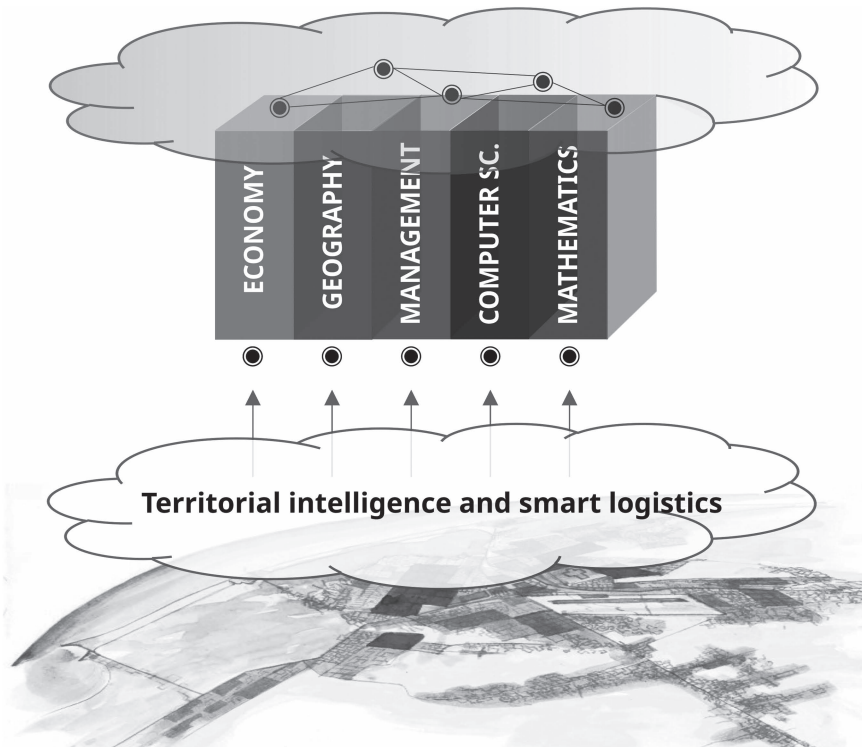 ECONOMY
GEOGRAPHY
MANAGEMENT
COMPUTER SC.
MATHEMATICS
Territorial intelligence and smart logistics